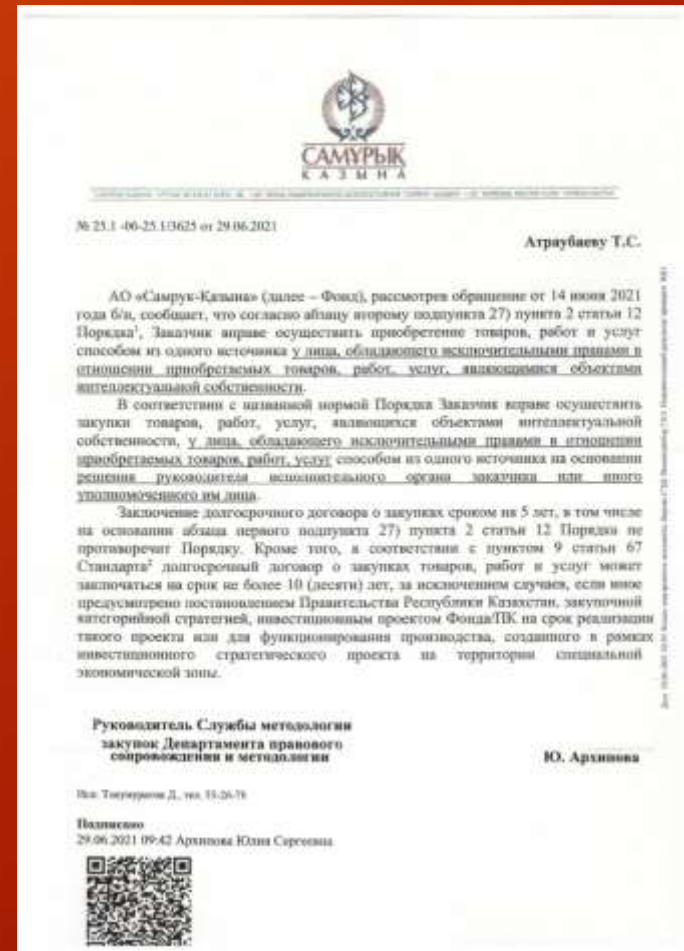 САМҰРЫҚ
ҚАЗЫНА
№ 25.1 -06-25.1/3625 от 29.06.2021
Атраубаеву Т.С.
АО «Самрук-Қазына» (далее – Фонд), рассмотрев обращение от 14 июня 2021
года б/н, сообщает, что согласно абзацу второму подпункта 27) пункта 2 статьи 12
Порядка¹, Заказчик вправе осуществить приобретение товаров, работ и услуг
способом из одного источника у лица, обладающего исключительными правами в
отношении приобретаемых товаров, работ, услуг, являющимися объектами
интеллектуальной собственности.
В соответствии с названной нормой Порядка Заказчик вправе осуществить
закупки товаров, работ, услуг, являющихся объектами интеллектуальной
собственности, у лица, обладающего исключительными правами в отношении
приобретаемых товаров, работ, услуг способом из одного источника на основании
решения руководителя исполнительного органа заказчика или иного
уполномоченного им лица.
Заключение долгосрочного договора о закупках сроком на 5 лет, в том числе
на основании абзаца первого подпункта 27) пункта 2 статьи 12 Порядка не
противоречит Порядку. Кроме того, в соответствии с пунктом 9 статьи 67
Стандарта² долгосрочный договор о закупках товаров, работ и услуг может
заключаться на срок не более 10 (десяти) лет, за исключением случаев, если иное
предусмотрено постановлением Правительства Республики Казахстан, закупочной
категорийной стратегией, инвестиционным проектом Фонда/ПК на срок реализации
такого проекта или для функционирования производства, созданного в рамках
инвестиционного стратегического проекта на территории специальной
экономической зоны.
Руководитель Службы методологии
закупок Департамента правового
сопровождения и методологии
Ю. Архипова
Исп. Д., тел. 55-26-76
Подписано
29.06.2021 09:42 Архипова Юлия Сергеевна